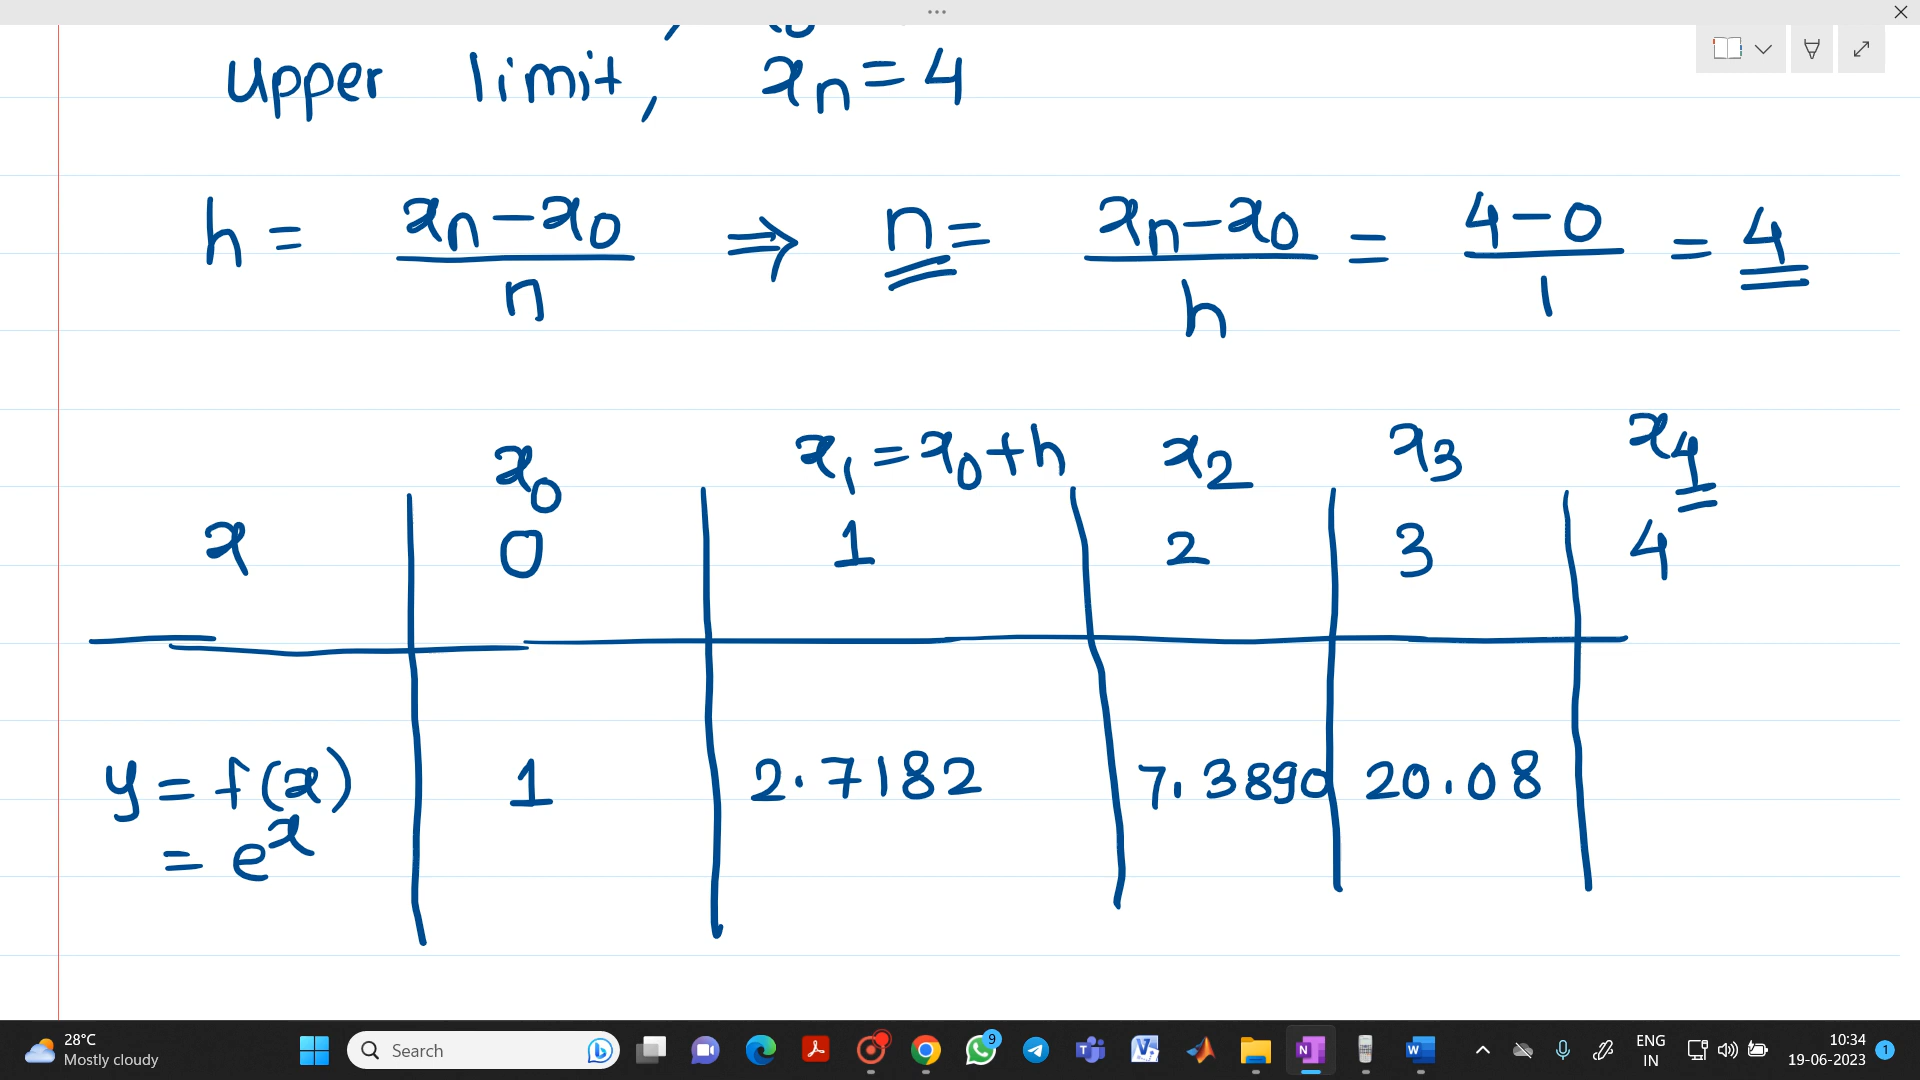 upper limit, xn = 4
h = xn - x0 / n ⇒ n = xn - x0 / h = 4 - 0 / 1 = 4
x0 x1 = x0 + h x2 x3 x4
x 0 1 2 3 4
y = f(x) 1 2.7182 7.3890 20.08
= e^x
28°C
Mostly cloudy
Search
9
ENG
IN
10:34
19-06-2023
1